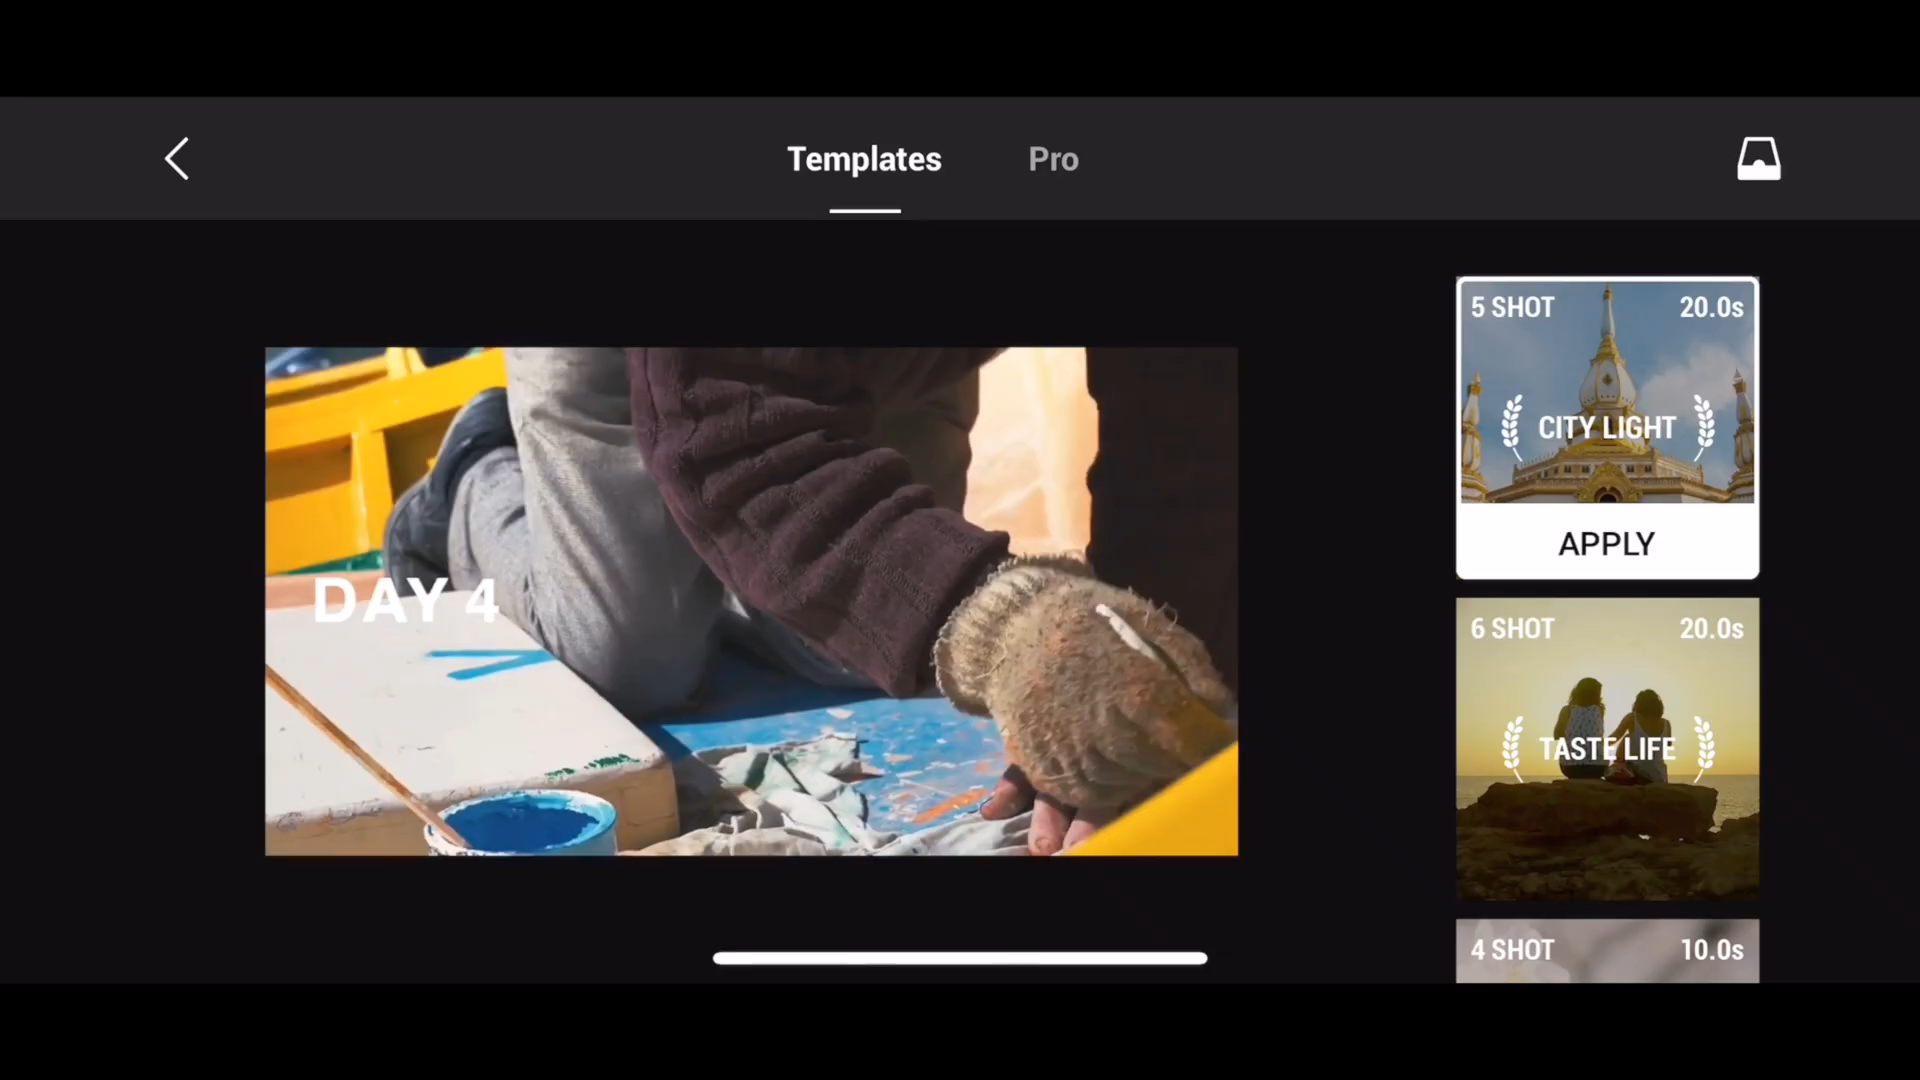 Templates
Pro
5 SHOT
20.0s
CITY LIGHT
APPLY
DAY 4
6 SHOT
20.0s
TASTE LIFE
4 SHOT
10.0s